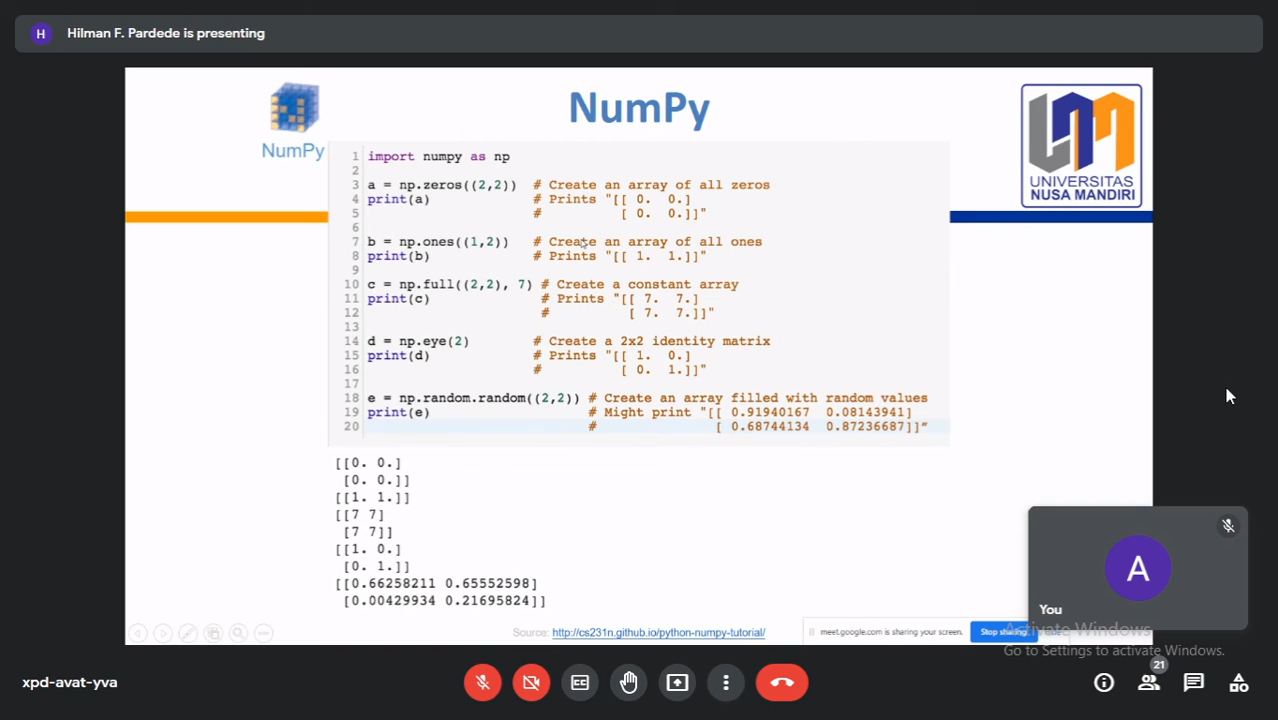 H Hilman F. Pardede is presenting
NumPy
NumPy
UNIVERSITAS
NUSA MANDIRI
1 import numpy as np
2
3 a = np.zeros((2,2))  # Create an array of all zeros
4 print(a)             # Prints "[[ 0.  0.]
5                      #          [ 0.  0.]]"
6
7 b = np.ones((1,2))   # Create an array of all ones
8 print(b)             # Prints "[[ 1.  1.]]"
9
10 c = np.full((2,2), 7) # Create a constant array
11 print(c)              # Prints "[[ 7.  7.]
12                       #          [ 7.  7.]]"
13
14 d = np.eye(2)        # Create a 2x2 identity matrix
15 print(d)             # Prints "[[ 1.  0.]
16                      #          [ 0.  1.]]"
17
18 e = np.random.random((2,2)) # Create an array filled with random values
19 print(e)                    # Might print "[[ 0.91940167  0.08143941]
20                             #               [ 0.68744134  0.87236687]]”
[[0. 0.]
 [0. 0.]]
[[1. 1.]]
[[7 7]
 [7 7]]
[[1. 0.]
 [0. 1.]]
[[0.66258211 0.65552598]
 [0.00429934 0.21695824]]
A
You
Source: http://cs231n.github.io/python-numpy-tutorial/
meet.google.com is sharing your screen.
Stop sharing
Activate Windows
Go to Settings to activate Windows.
xpd-avat-yva
CC
21